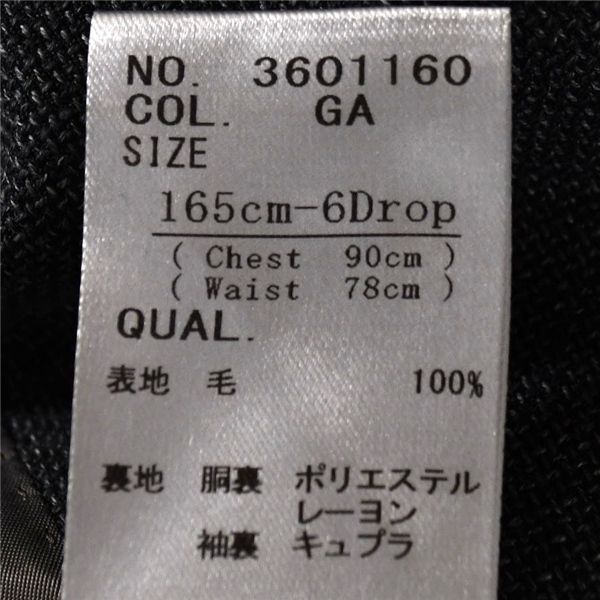 NO. 3601160
COL. GA
SIZE
165cm-6Drop
( Chest 90cm )
( Waist 78cm )
QUAL.
表地 毛 100%
裏地 胴裏 ポリエステル
レーヨン
袖裏 キュプラ